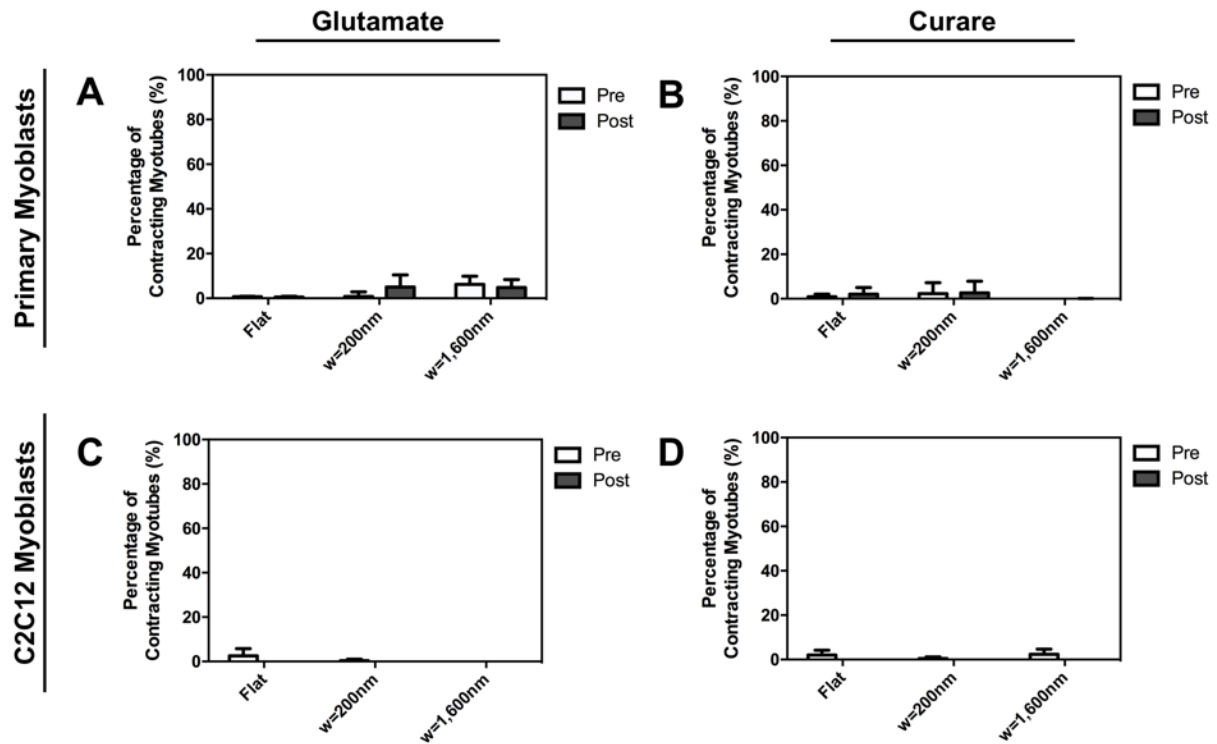 Glutamate
Curare
Primary Myoblasts
A
Percentage of
Contracting Myotubes (%)
100
80
60
40
20
0
Flat
w=200nm
w=1,600nm
Pre
Post
B
Percentage of
Contracting Myotubes (%)
100
80
60
40
20
0
Flat
w=200nm
w=1,600nm
Pre
Post
C2C12 Myoblasts
C
Percentage of
Contracting Myotubes (%)
100
80
60
40
20
0
Flat
w=200nm
w=1,600nm
Pre
Post
D
Percentage of
Contracting Myotubes (%)
100
80
60
40
20
0
Flat
w=200nm
w=1,600nm
Pre
Post